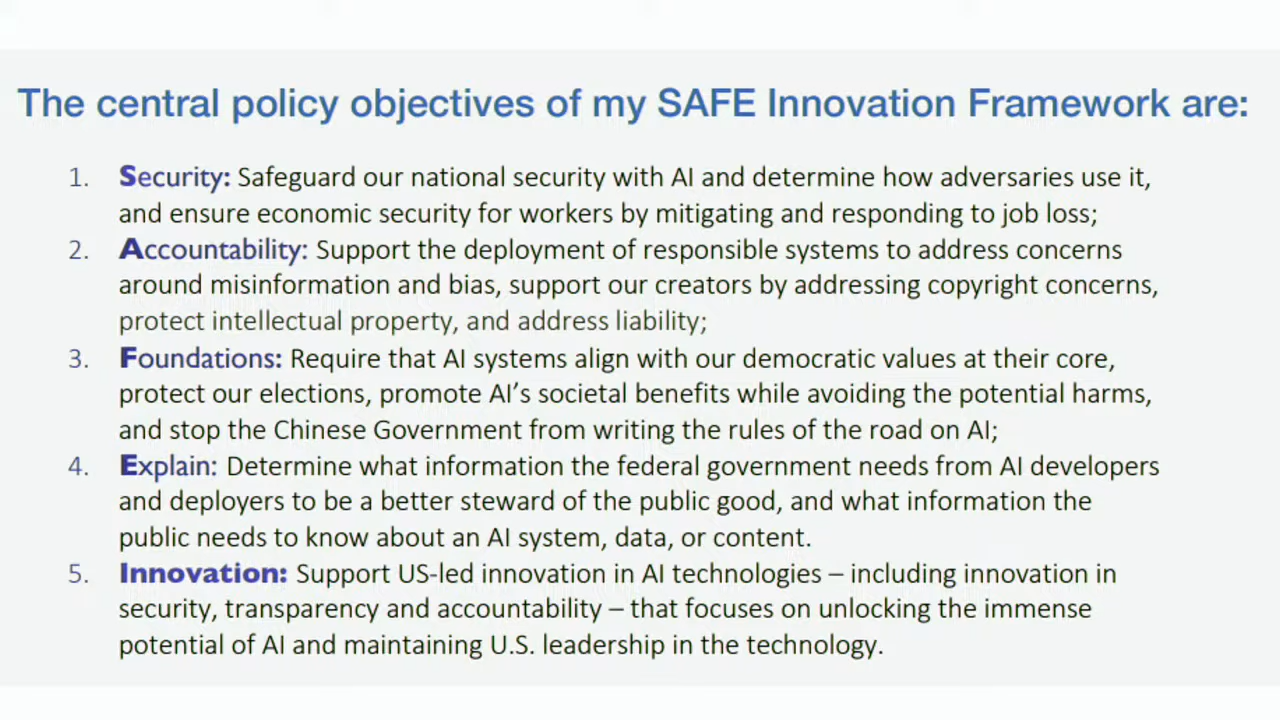 The central policy objectives of my SAFE Innovation Framework are:
1. Security: Safeguard our national security with AI and determine how adversaries use it,
and ensure economic security for workers by mitigating and responding to job loss;
2. Accountability: Support the deployment of responsible systems to address concerns
around misinformation and bias, support our creators by addressing copyright concerns,
protect intellectual property, and address liability;
3. Foundations: Require that AI systems align with our democratic values at their core,
protect our elections, promote AI’s societal benefits while avoiding the potential harms,
and stop the Chinese Government from writing the rules of the road on AI;
4. Explain: Determine what information the federal government needs from AI developers
and deployers to be a better steward of the public good, and what information the
public needs to know about an AI system, data, or content.
5. Innovation: Support US-led innovation in AI technologies – including innovation in
security, transparency and accountability – that focuses on unlocking the immense
potential of AI and maintaining U.S. leadership in the technology.